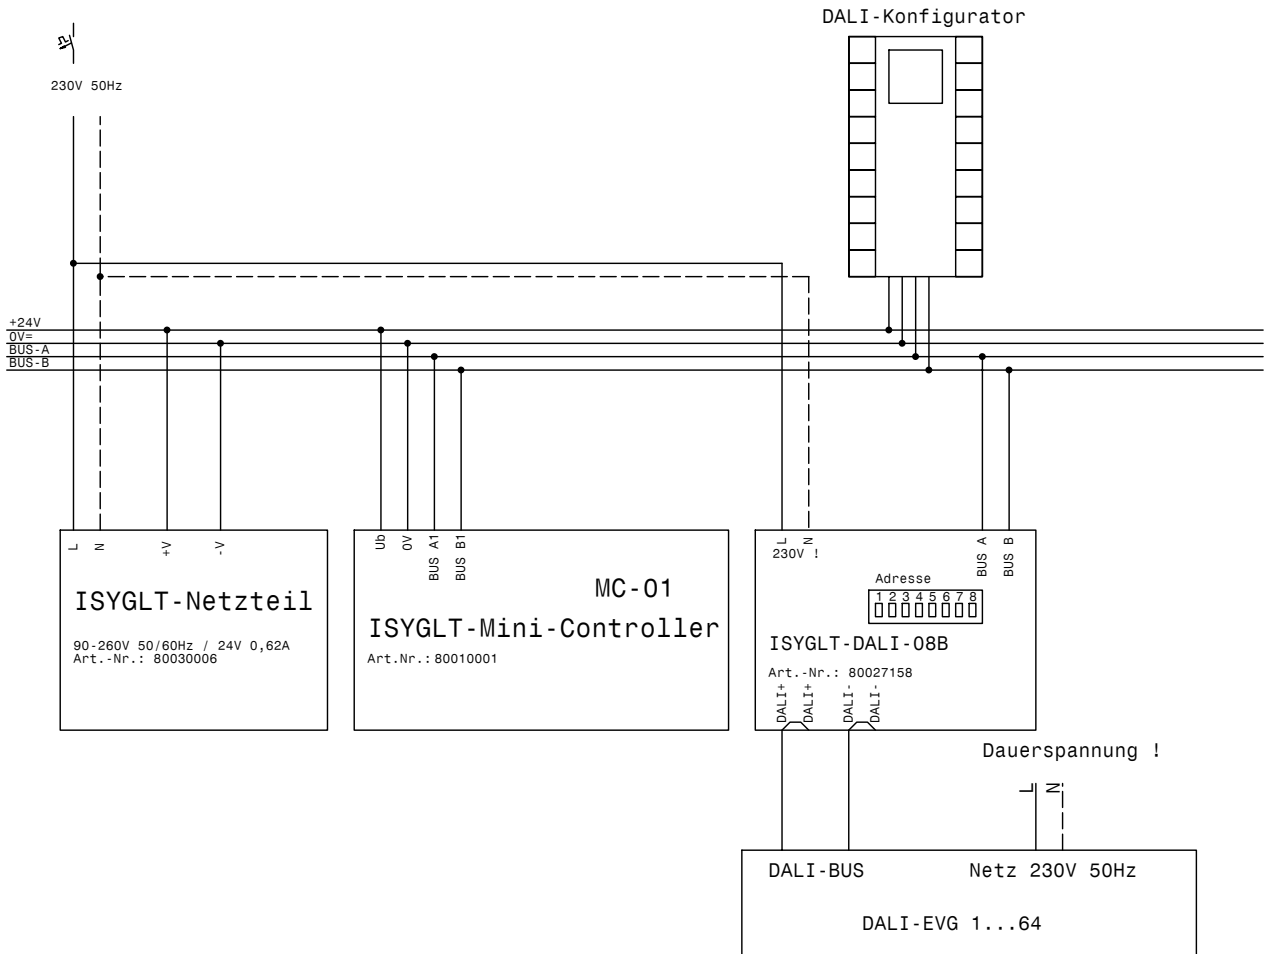 DALI-Konfigurator
230V 50Hz
+24V
0V=
BUS-A
BUS-B
L
N
+V
-V
ISYGLT-Netzteil
90-260V 50/60Hz / 24V 0,62A
Art.-Nr.: 80030006
Ub
0V
BUS A1
BUS B1
MC-01
ISYGLT-Mini-Controller
Art.Nr.:80010001
L
N
230V !
BUS A
BUS B
Adresse
1 2 3 4 5 6 7 8
ISYGLT-DALI-08B
Art.-Nr.: 80027158
DALI+
DALI+
DALI-
DALI-
Dauerspannung !
L
N
DALI-BUS
Netz 230V 50Hz
DALI-EVG 1...64